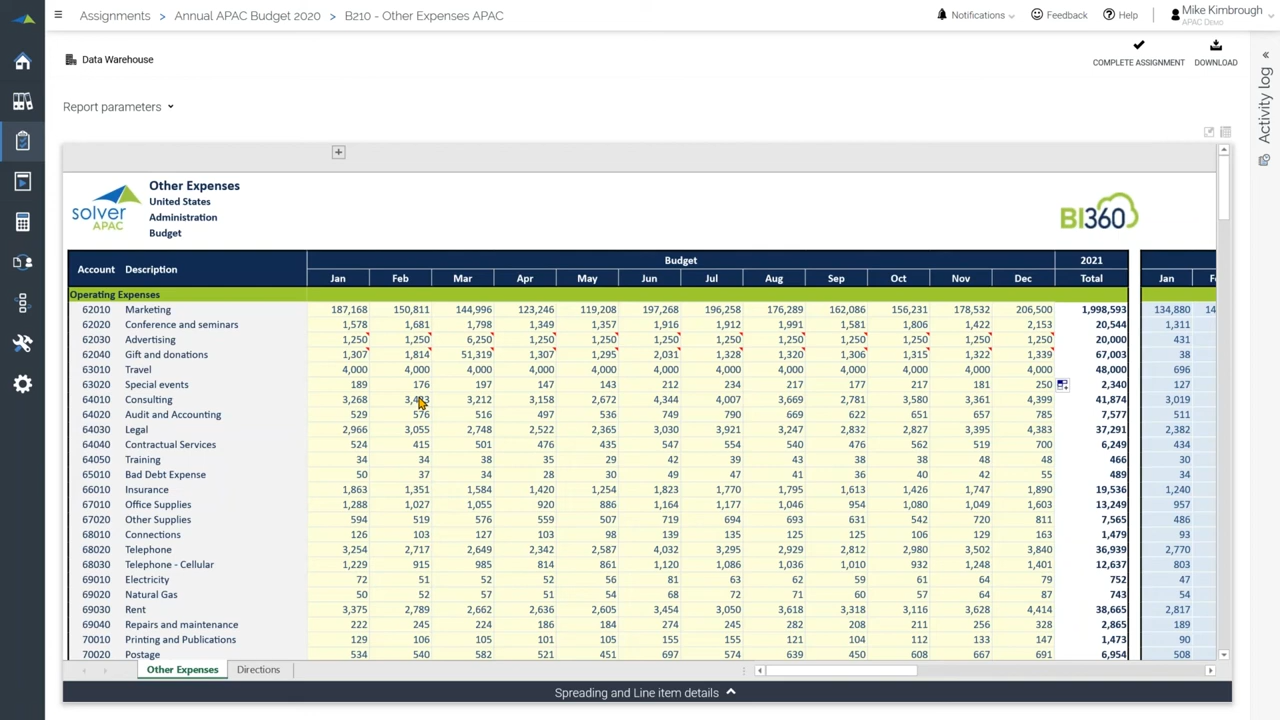 Assignments > Annual APAC Budget 2020 > B210 - Other Expenses APAC
Notifications Feedback Help Mike Kimbrough
APAC Demo
Data Warehouse
COMPLETE ASSIGNMENT DOWNLOAD
Activity log
Report parameters
solver APAC
Other Expenses
United States
Administration
Budget
BI360
Budget 2021
Account Description Jan Feb Mar Apr May Jun Jul Aug Sep Oct Nov Dec Total Jan
Operating Expenses
62010 Marketing 187,168 150,811 144,996 123,246 119,208 197,268 196,258 176,289 162,086 156,231 178,532 206,500 1,998,593 134,880
62020 Conference and seminars 1,578 1,681 1,798 1,349 1,357 1,916 1,912 1,991 1,581 1,806 1,422 2,153 20,544 1,311
62030 Advertising 1,250 1,250 6,250 1,250 1,250 1,250 1,250 1,250 1,250 1,250 1,250 1,250 20,000 431
62040 Gift and donations 1,307 1,814 51,319 1,307 1,295 2,031 1,328 1,320 1,306 1,315 1,322 1,339 67,003 38
63010 Travel 4,000 4,000 4,000 4,000 4,000 4,000 4,000 4,000 4,000 4,000 4,000 4,000 48,000 696
63020 Special events 189 176 197 147 143 212 234 217 177 217 181 250 2,340 127
64010 Consulting 3,268 3,212 3,158 2,672 4,344 4,007 3,669 2,781 3,580 3,361 4,399 41,874 3,019
64020 Audit and Accounting 529 576 516 497 536 749 790 669 622 651 657 785 7,577 511
64030 Legal 2,966 3,055 2,748 2,522 2,365 3,030 3,921 3,247 2,832 2,827 3,395 4,383 37,291 2,382
64040 Contractual Services 524 415 501 476 435 547 554 540 476 562 519 700 6,249 434
64050 Training 34 34 38 35 29 42 39 43 38 38 48 48 466 30
65010 Bad Debt Expense 50 37 34 28 30 49 47 41 36 40 42 55 489 34
66010 Insurance 1,863 1,351 1,584 1,420 1,254 1,823 1,770 1,795 1,613 1,426 1,747 1,890 19,536 1,240
67010 Office Supplies 1,288 1,027 1,055 920 886 1,164 1,177 1,046 954 1,080 1,049 1,603 13,249 957
67020 Other Supplies 594 519 576 559 507 719 694 693 631 542 720 811 7,565 486
68010 Connections 126 103 127 103 98 139 135 125 125 106 129 163 1,479 93
68020 Telephone 3,254 2,717 2,649 2,342 2,587 4,032 3,295 2,929 2,812 2,980 3,502 3,840 36,939 2,770
68030 Telephone - Cellular 1,229 915 985 814 861 1,120 1,086 1,036 1,010 932 1,248 1,401 12,637 803
69010 Electricity 72 51 52 52 56 81 63 62 59 61 64 79 752 47
69020 Natural Gas 50 52 57 51 54 68 72 71 60 57 64 87 743 54
69030 Rent 3,375 2,789 2,662 2,636 2,605 3,454 3,050 3,618 3,318 3,116 3,628 4,414 38,665 2,817
69040 Repairs and maintenance 222 245 224 186 184 274 245 282 208 211 256 328 2,865 189
70010 Printing and Publications 129 106 105 101 105 155 155 121 104 112 133 147 1,473 90
70020 Postage 534 540 582 521 451 697 574 639 450 608 667 691 6,954 508
Other Expenses Directions
Spreading and Line item details